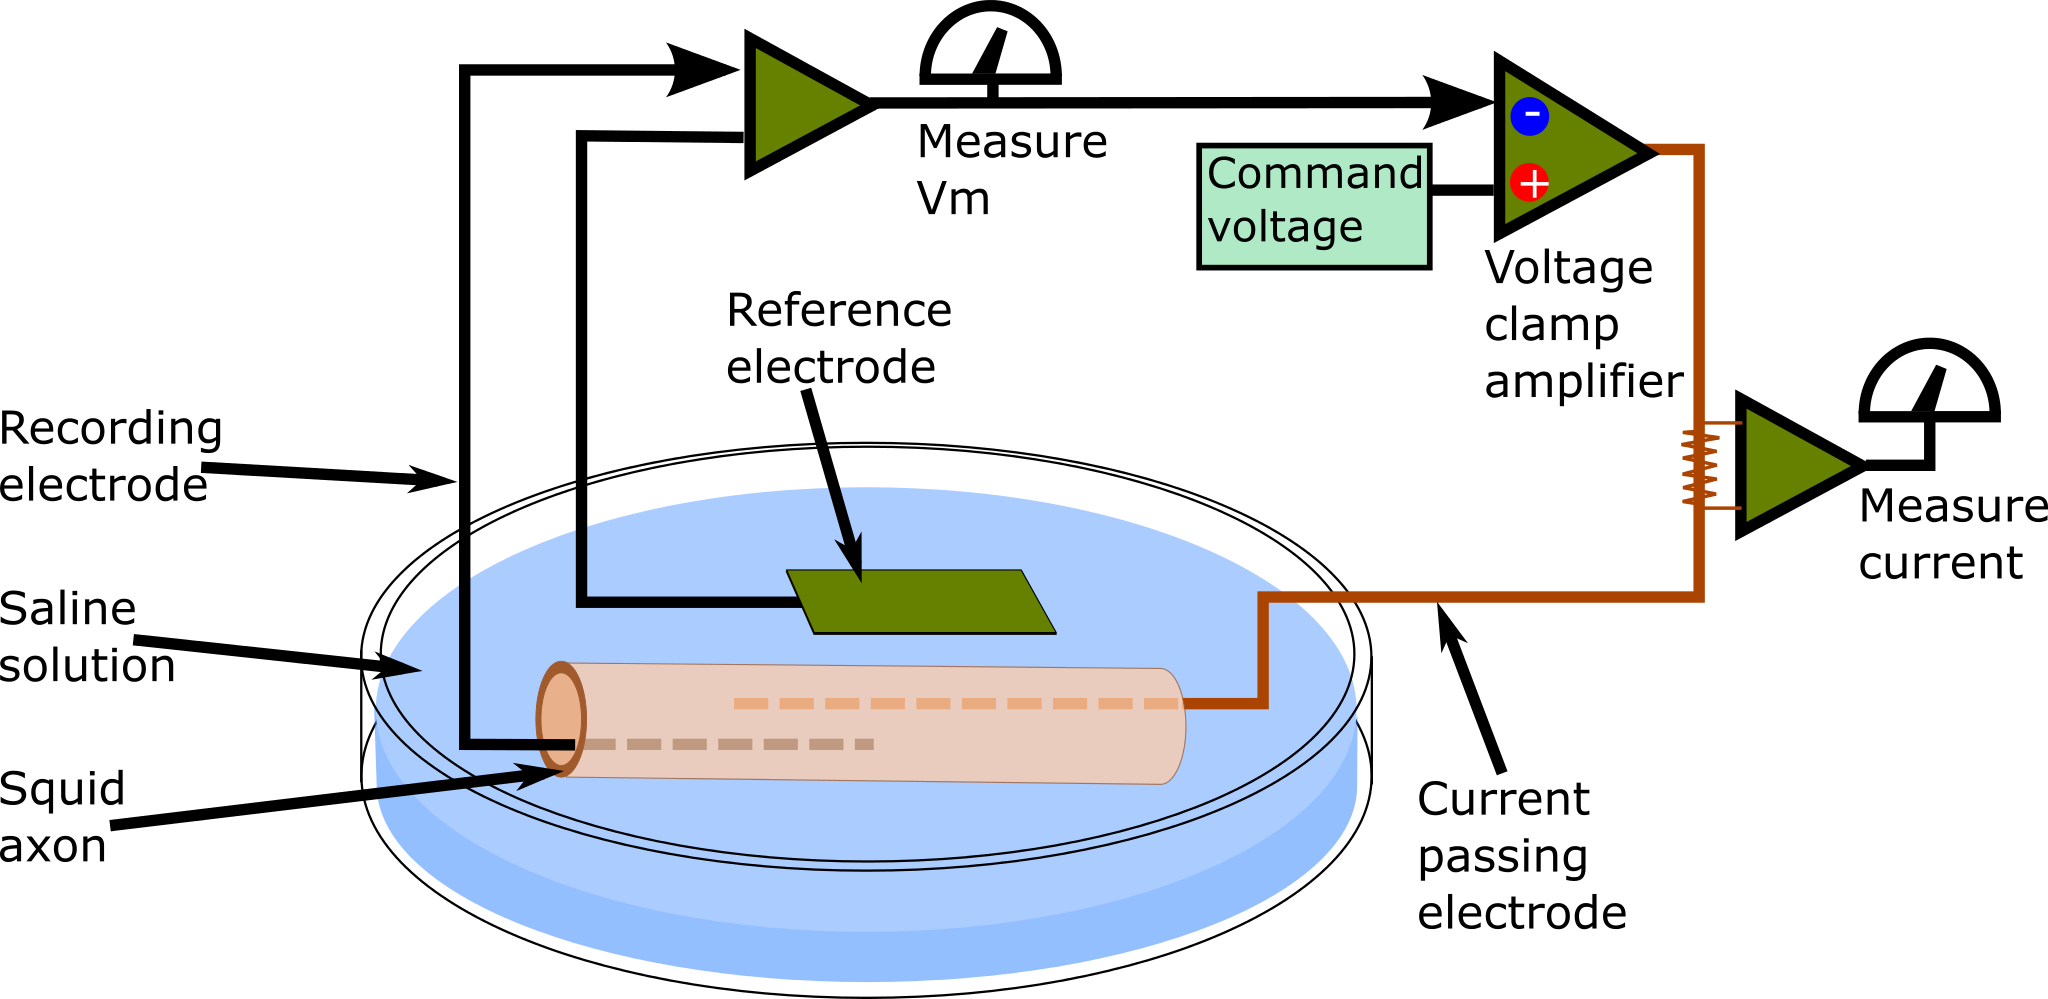 Measure
Vm
Command
voltage
-
+
Voltage
clamp
amplifier
Reference
electrode
Recording
electrode
Measure
current
Saline
solution
Squid
axon
Current
passing
electrode